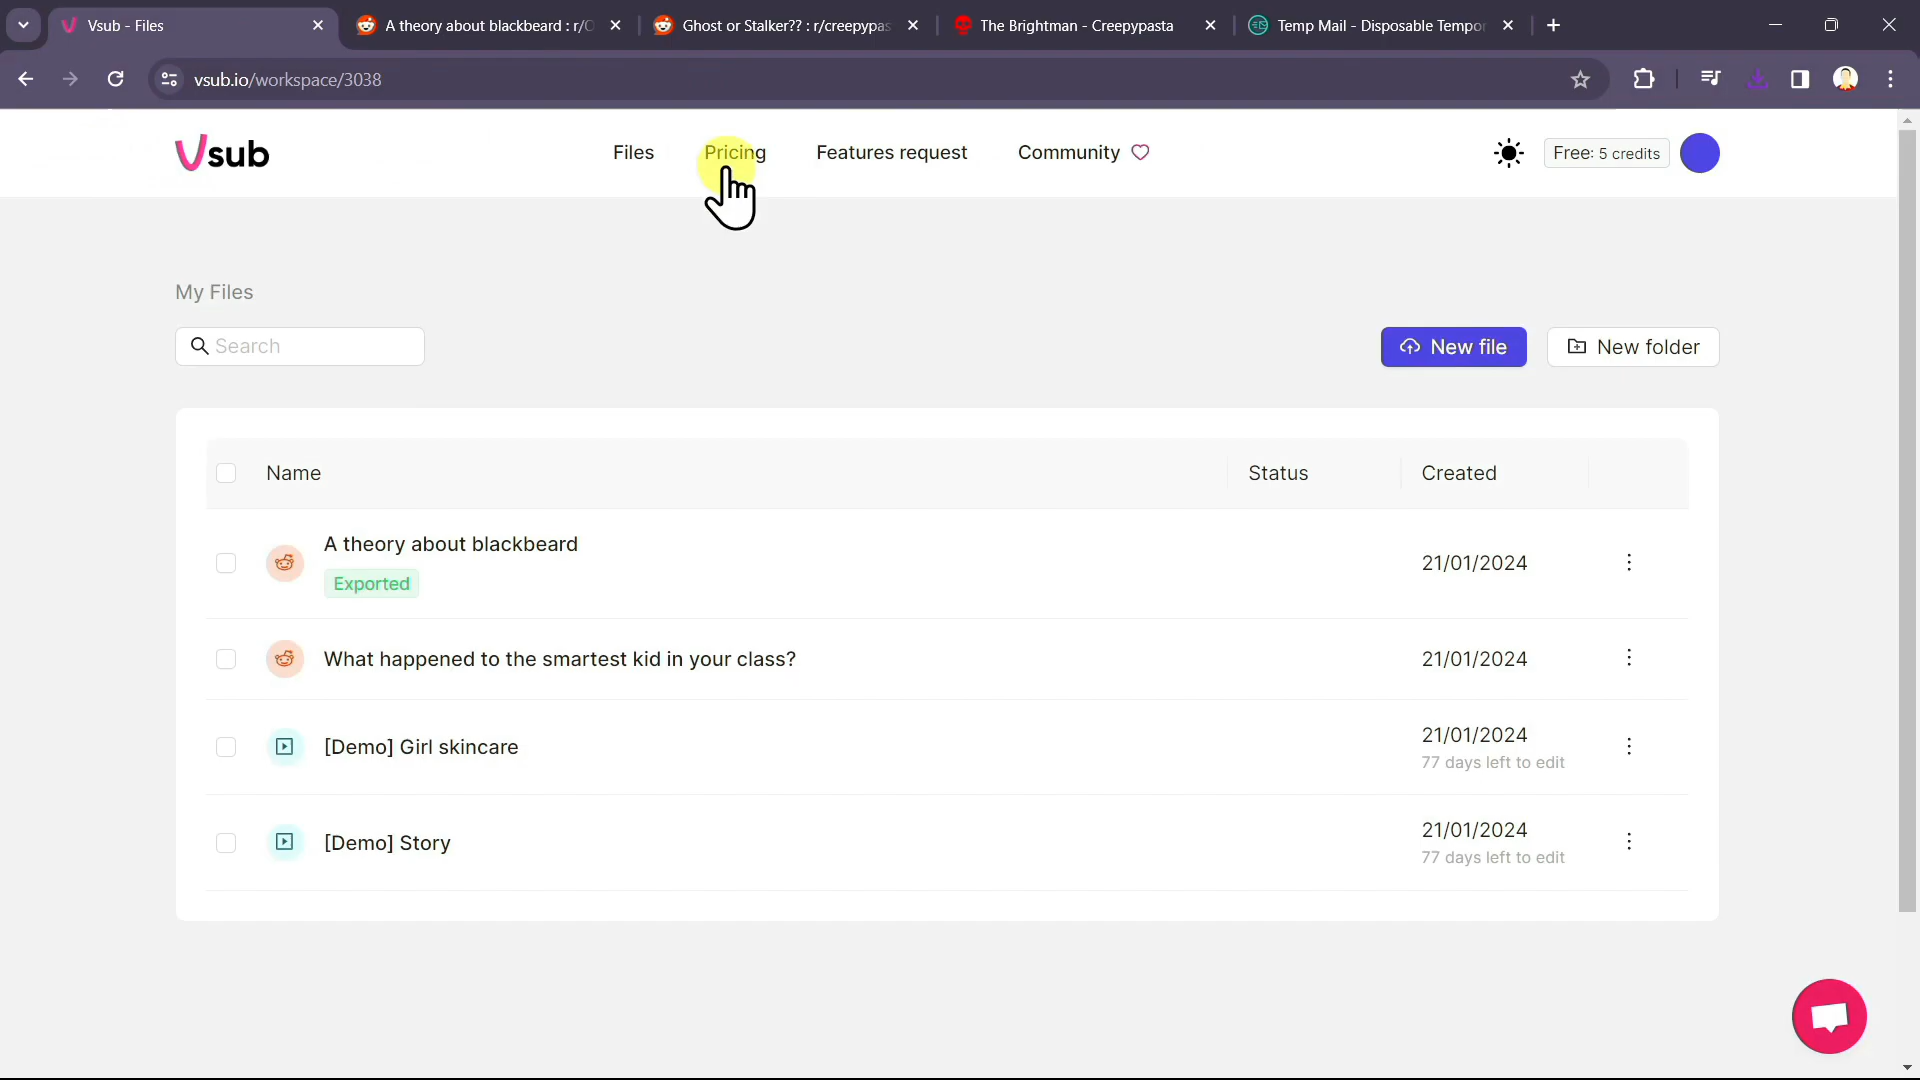 Vsub - Files
A theory about blackbeard : r/O
Ghost or Stalker?? : r/creepypas
The Brightman - Creepypasta
Temp Mail - Disposable Tempor
vsub.io/workspace/3038
Vsub
Files
Pricing
Features request
Community
Free: 5 credits
My Files
Search
New file
New folder
Name
Status
Created
A theory about blackbeard
Exported
21/01/2024
What happened to the smartest kid in your class?
21/01/2024
[Demo] Girl skincare
21/01/2024
77 days left to edit
[Demo] Story
21/01/2024
77 days left to edit